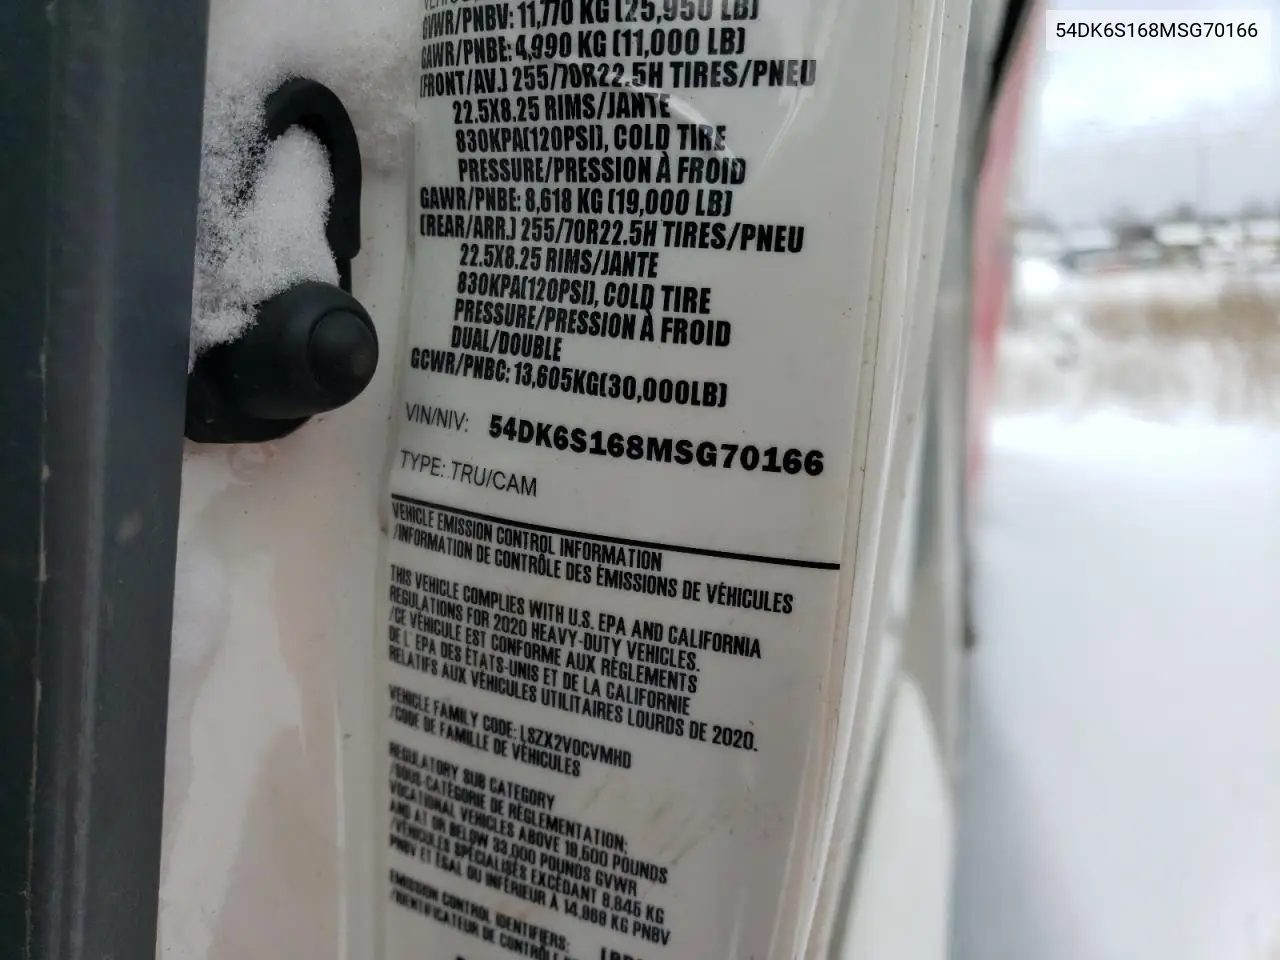 54DK6S168MSG70166
GVWR/PNBV: 11,770 KG (25,950 LB)
GAWR/PNBE: 4,990 KG (11,000 LB)
(FRONT/AV.) 255/70R22.5H TIRES/PNEU
22.5X8.25 RIMS/JANTE
830KPA(120PSI), COLD TIRE
PRESSURE/PRESSION À FROID
GAWR/PNBE: 8,618 KG (19,000 LB)
(REAR/ARR.) 255/70R22.5H TIRES/PNEU
22.5X8.25 RIMS/JANTE
830KPA(120PSI), COLD TIRE
PRESSURE/PRESSION À FROID
DUAL/DOUBLE
GCWR/PNBC: 13,605KG(30,000LB)
VIN/NIV: 54DK6S168MSG70166
TYPE: TRU/CAM
VEHICLE EMISSION CONTROL INFORMATION
/INFORMATION DE CONTRÔLE DES ÉMISSIONS DE VÉHICULES
THIS VEHICLE COMPLIES WITH U.S. EPA AND CALIFORNIA
REGULATIONS FOR 2020 HEAVY-DUTY VEHICLES.
/CE VÉHICULE EST CONFORME AUX RÈGLEMENTS
DE L' EPA DES ÉTATS-UNIS ET DE LA CALIFORNIE
RELATIFS AUX VÉHICULES UTILITAIRES LOURDS DE 2020.
VEHICLE FAMILY CODE: LSZX2VOCVMHD
/CODE DE FAMILLE DE VÉHICULES
REGULATORY SUB CATEGORY
/SOUS-CATÉGORIE DE RÉGLEMENTATION:
VOCATIONAL VEHICLES ABOVE 19,500 POUNDS
AND AT OR BELOW 33,000 POUNDS GVWR
/VÉHICULES SPÉCIALISÉS EXCÉDANT 8,845 KG
PNBV ET ÉGAL OU INFÉRIEUR À 14,969 KG PNBV
EMISSION CONTROL IDENTIFIERS:
/IDENTIFICATEUR DE CONTRÔLE